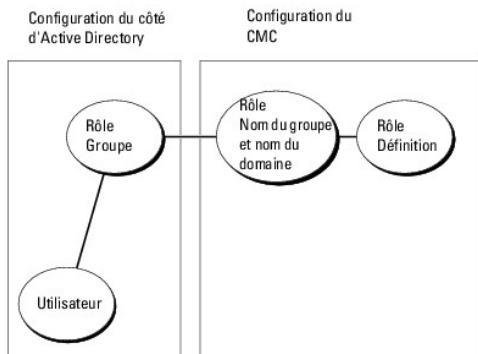 Configuration du côté
d'Active Directory
Configuration du
CMC
Rôle
Groupe
Rôle
Nom du groupe
et nom du
domaine
Rôle
Définition
Utilisateur